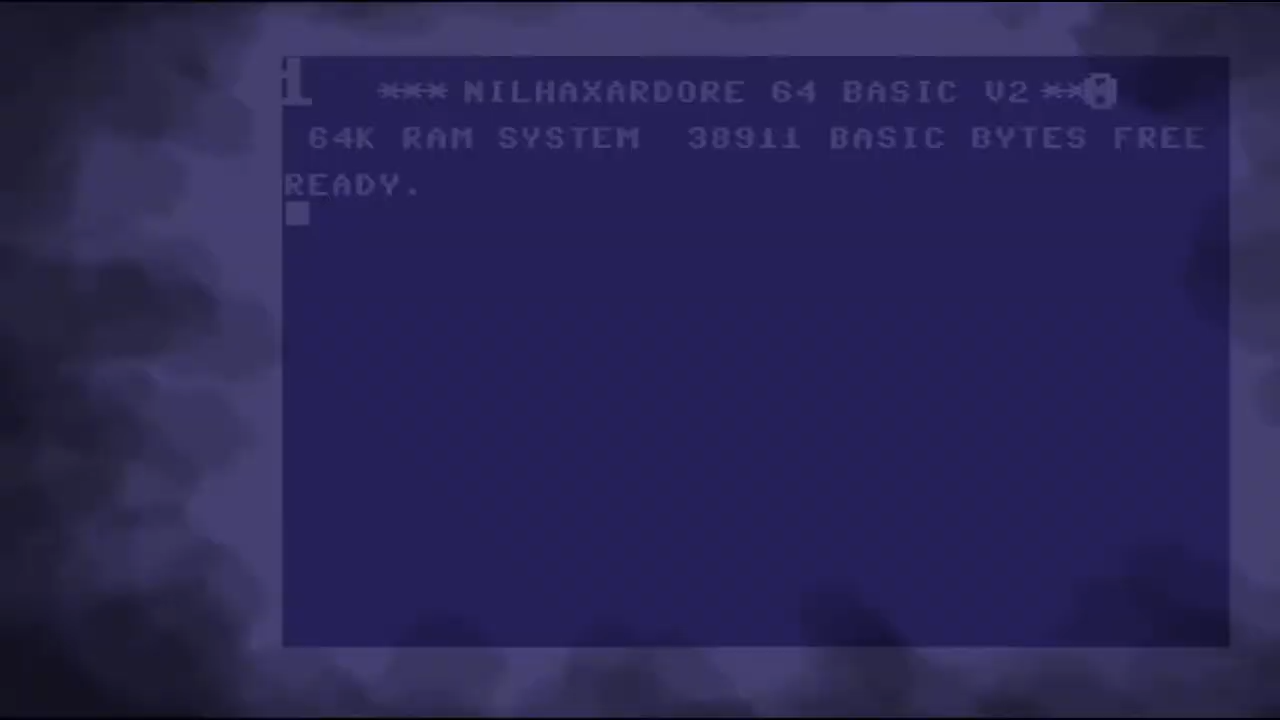 *** NILHAXARDORE 64 BASIC V2 **
64K RAM SYSTEM 38911 BASIC BYTES FREE
READY.